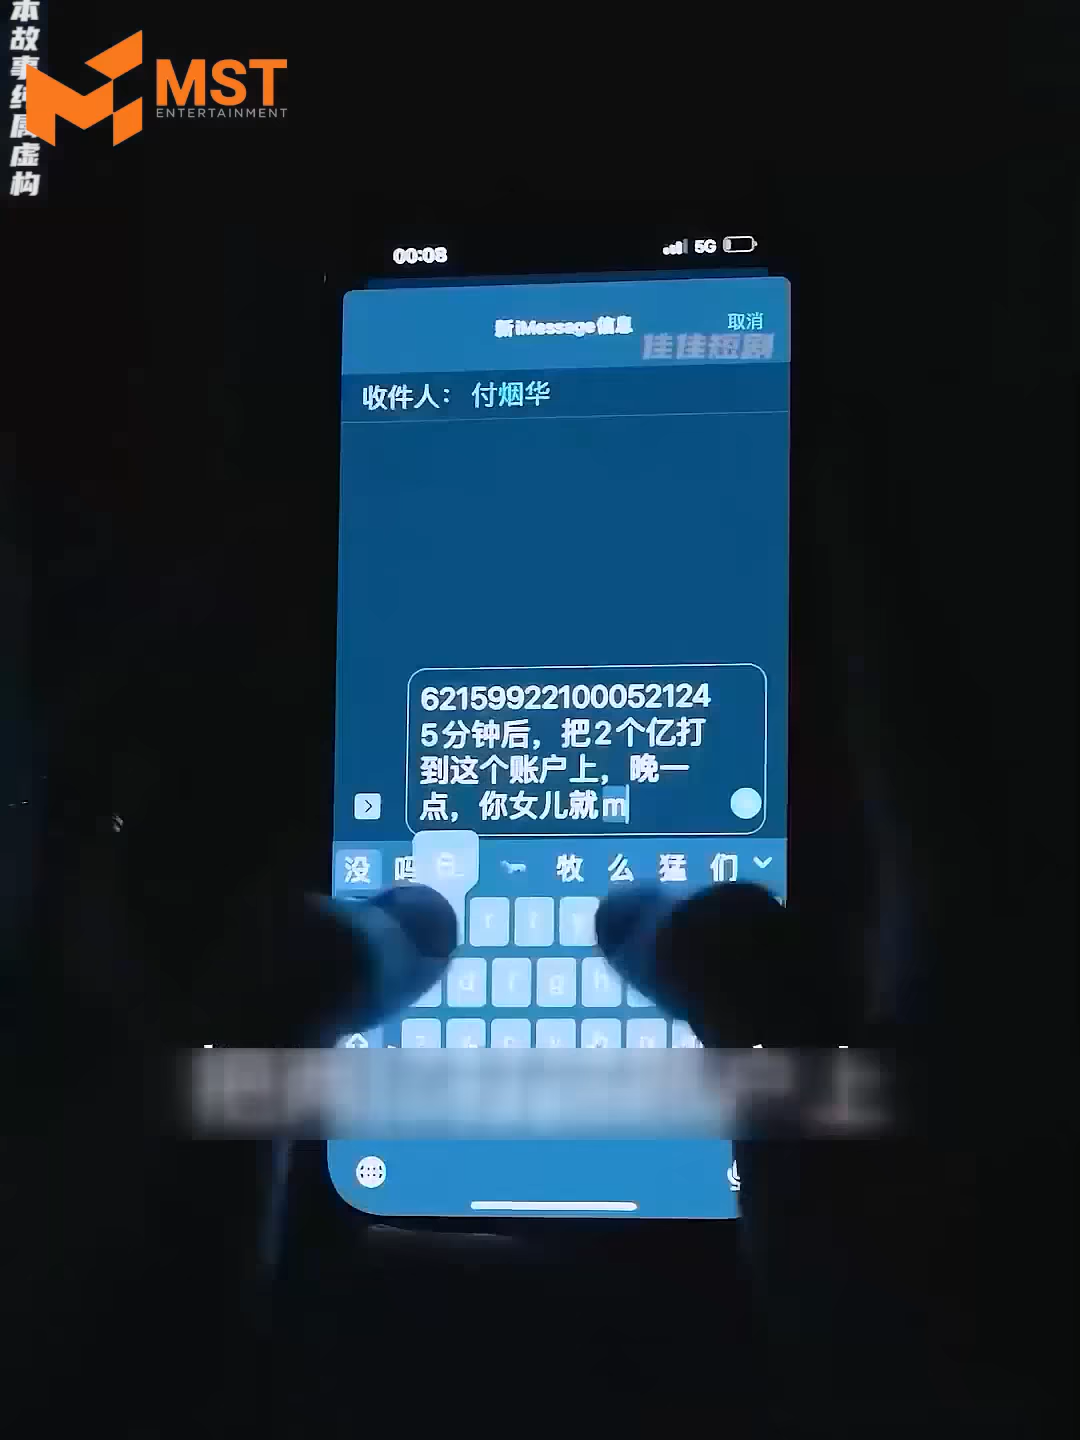 本故事纯属虚构
MST
ENTERTAINMENT
00:08
5G
新iMessage信息
取消
佳佳短剧
收件人：付烟华
62159922100052124
5分钟后，把2个亿打
到这个账户上，晚一
点，你女儿就m
没 吗 牧 么 猛 们
r t y
d f g h
z x c v b n m